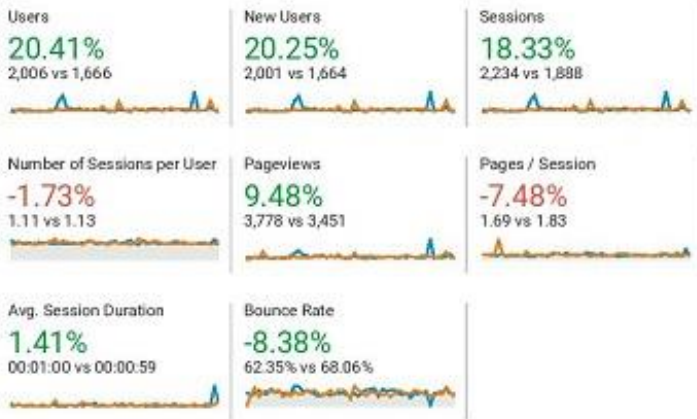 Users
20.41%
2,006 vs 1,666
New Users
20.25%
2,001 vs 1,664
Sessions
18.33%
2,234 vs 1,888
Number of Sessions per User
-1.73%
1.11 vs 1.13
Pageviews
9.48%
3,778 vs 3,451
Pages / Session
-7.48%
1.69 vs 1.83
Avg. Session Duration
1.41%
00:01:00 vs 00:00:59
Bounce Rate
-8.38%
62.35% vs 68.06%